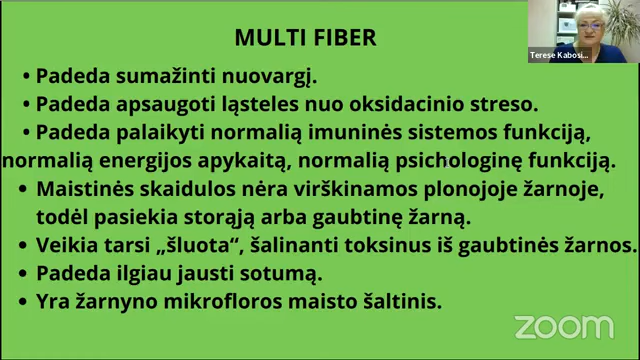 MULTI FIBER
• Padeda sumažinti nuovargį.
• Padeda apsaugoti ląsteles nuo oksidacinio streso.
• Padeda palaikyti normalią imuninės sistemos funkciją,
normalią energijos apykaitą, normalią psichologinę funkciją.
• Maistinės skaidulos nėra virškinamos plonojoje žarnoje,
todėl pasiekia storąją arba gaubtinę žarną.
• Veikia tarsi „šluota“, šalinanti toksinus iš gaubtinės žarnos.
• Padeda ilgiau jausti sotumą.
• Yra žarnyno mikrofloros maisto šaltinis.
Terese Kabosi...
zoom